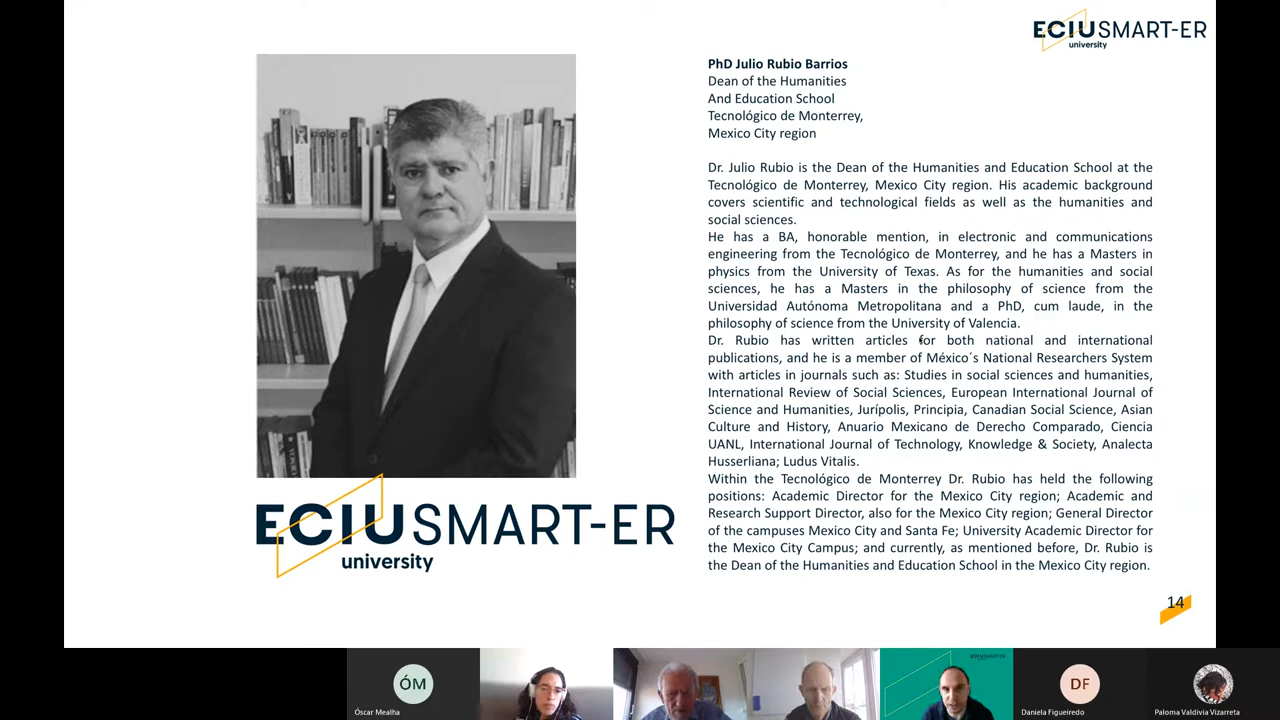 ECIUSMART-ER
university
PhD Julio Rubio Barrios
Dean of the Humanities
And Education School
Tecnológico de Monterrey,
Mexico City region
Dr. Julio Rubio is the Dean of the Humanities and Education School at the
Tecnológico de Monterrey, Mexico City region. His academic background
covers scientific and technological fields as well as the humanities and
social sciences.
He has a BA, honorable mention, in electronic and communications
engineering from the Tecnológico de Monterrey, and he has a Masters in
physics from the University of Texas. As for the humanities and social
sciences, he has a Masters in the philosophy of science from the
Universidad Autónoma Metropolitana and a PhD, cum laude, in the
philosophy of science from the University of Valencia.
Dr. Rubio has written articles for both national and international
publications, and he is a member of México´s National Researchers System
with articles in journals such as: Studies in social sciences and humanities,
International Review of Social Sciences, European International Journal of
Science and Humanities, Jurípolis, Principia, Canadian Social Science, Asian
Culture and History, Anuario Mexicano de Derecho Comparado, Ciencia
UANL, International Journal of Technology, Knowledge & Society, Analecta
Husserliana; Ludus Vitalis.
Within the Tecnológico de Monterrey Dr. Rubio has held the following
positions: Academic Director for the Mexico City region; Academic and
Research Support Director, also for the Mexico City region; General Director
of the campuses Mexico City and Santa Fe; University Academic Director for
the Mexico City Campus; and currently, as mentioned before, Dr. Rubio is
the Dean of the Humanities and Education School in the Mexico City region.
ECIUSMART-ER
university
14
ÓM
Óscar Mealha
ECIUSMART-ER
DF
Daniela Figueiredo
Paloma Valdivia Vizarreta